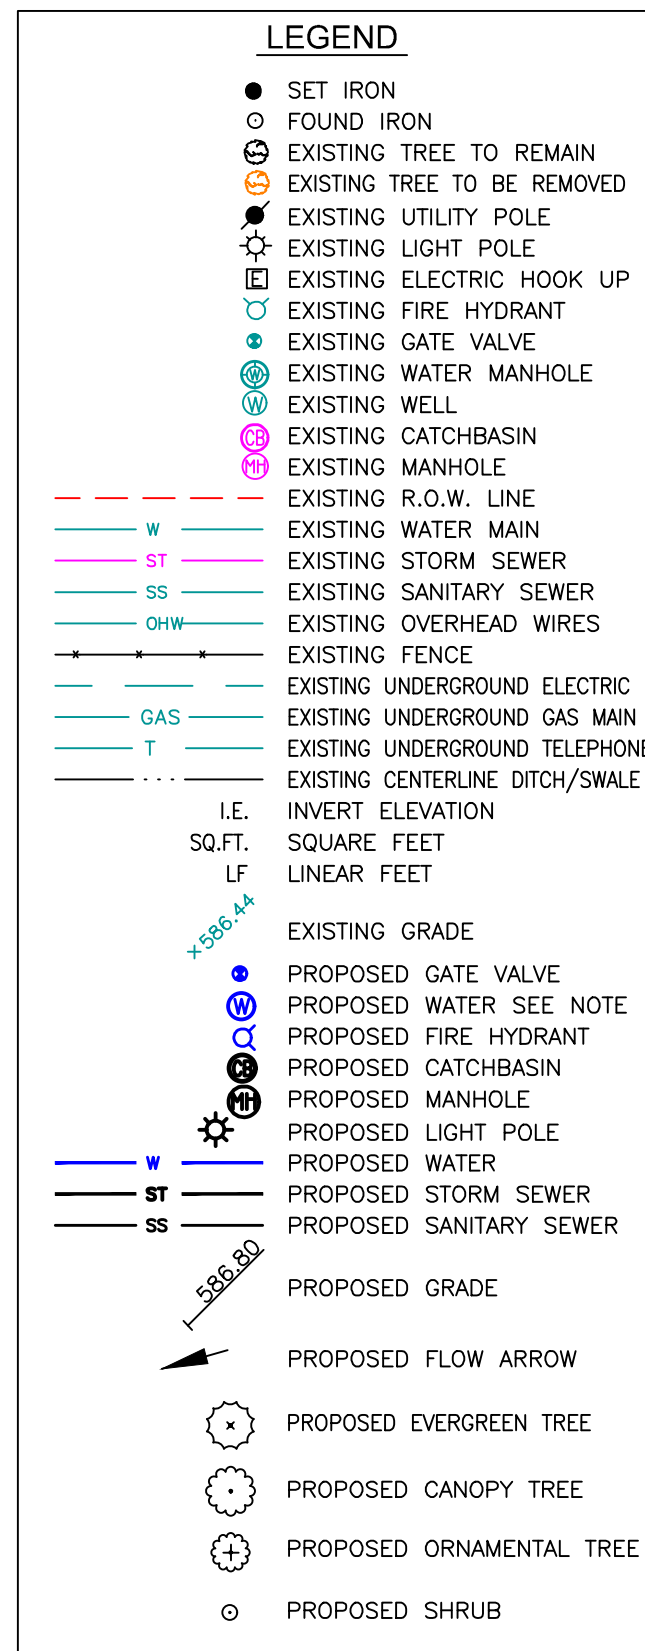 LEGEND
SET IRON
FOUND IRON
EXISTING TREE TO REMAIN
EXISTING TREE TO BE REMOVED
EXISTING UTILITY POLE
EXISTING LIGHT POLE
E EXISTING ELECTRIC HOOK UP
EXISTING FIRE HYDRANT
EXISTING GATE VALVE
W EXISTING WATER MANHOLE
W EXISTING WELL
CB EXISTING CATCHBASIN
MH EXISTING MANHOLE
EXISTING R.O.W. LINE
W EXISTING WATER MAIN
ST EXISTING STORM SEWER
SS EXISTING SANITARY SEWER
OHW EXISTING OVERHEAD WIRES
EXISTING FENCE
EXISTING UNDERGROUND ELECTRIC
GAS EXISTING UNDERGROUND GAS MAIN
T EXISTING UNDERGROUND TELEPHONE
EXISTING CENTERLINE DITCH/SWALE
I.E. INVERT ELEVATION
SQ.FT. SQUARE FEET
LF LINEAR FEET
×586.44 EXISTING GRADE
PROPOSED GATE VALVE
W PROPOSED WATER SEE NOTE
PROPOSED FIRE HYDRANT
CB PROPOSED CATCHBASIN
MH PROPOSED MANHOLE
PROPOSED LIGHT POLE
W PROPOSED WATER
ST PROPOSED STORM SEWER
SS PROPOSED SANITARY SEWER
586.80 PROPOSED GRADE
PROPOSED FLOW ARROW
PROPOSED EVERGREEN TREE
PROPOSED CANOPY TREE
PROPOSED ORNAMENTAL TREE
PROPOSED SHRUB